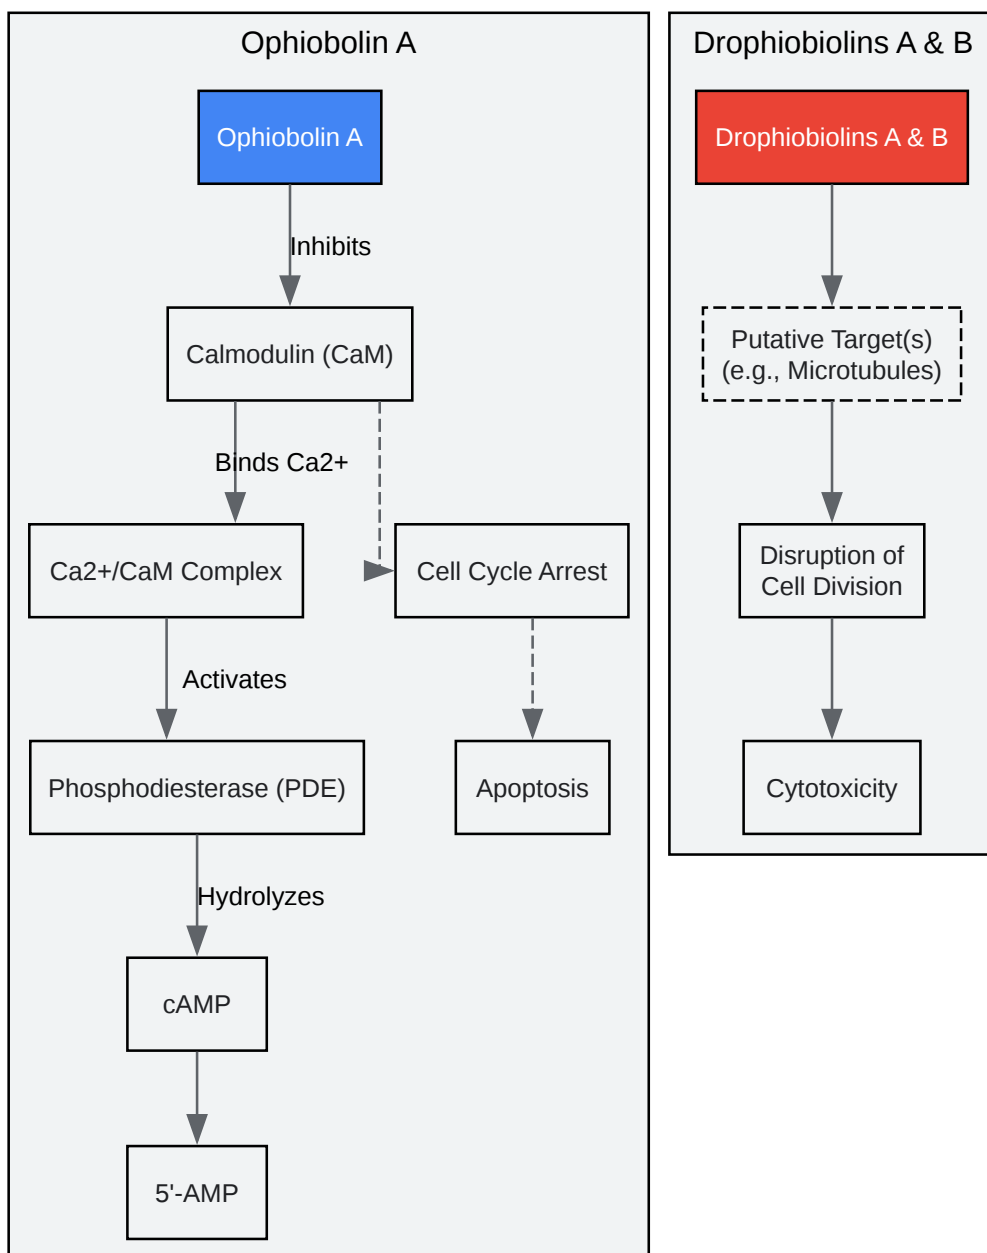 Ophiobolin A
Ophiobolin A
Inhibits
Calmodulin (CaM)
Binds Ca2+
Ca2+/CaM Complex
Cell Cycle Arrest
Activates
Phosphodiesterase (PDE)
Apoptosis
Hydrolyzes
cAMP
5'-AMP
Drophiobiolins A & B
Drophiobiolins A & B
Putative Target(s)
(e.g., Microtubules)
Disruption of
Cell Division
Cytotoxicity